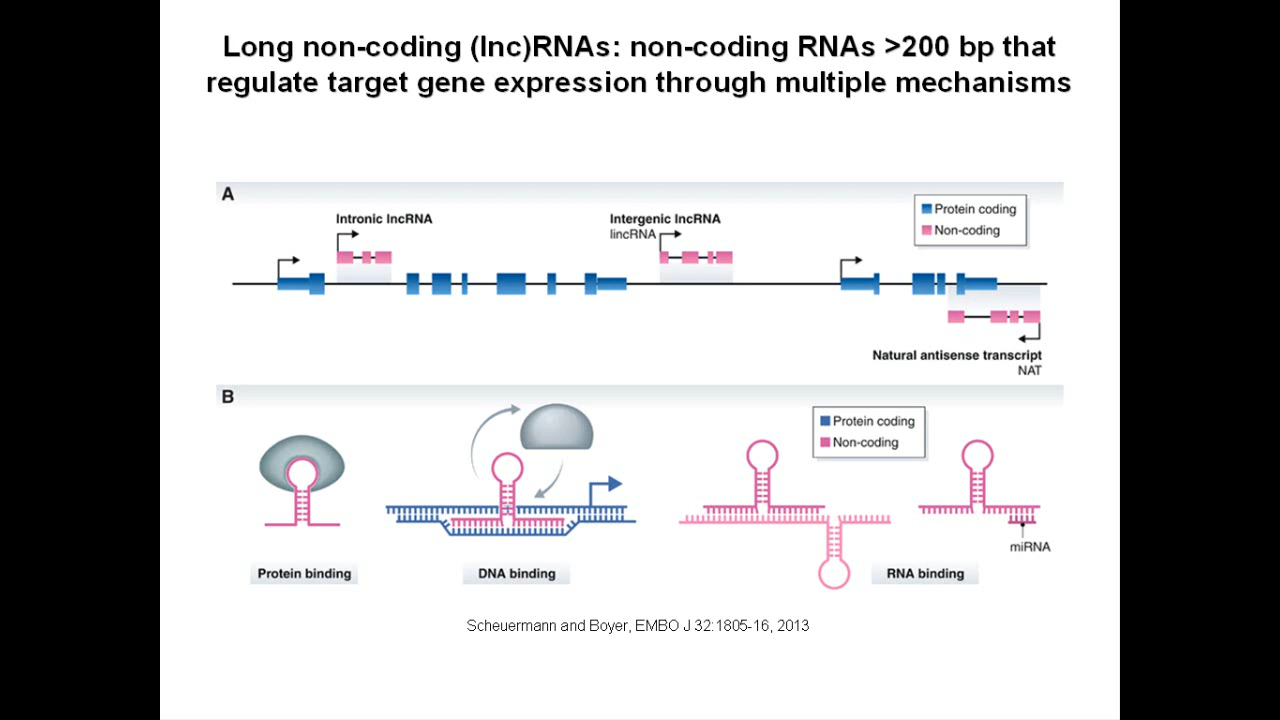 Long non-coding (lnc)RNAs: non-coding RNAs >200 bp that
regulate target gene expression through multiple mechanisms
A
Intronic lncRNA
Intergenic lncRNA
lincRNA
Protein coding
Non-coding
Natural antisense transcript
NAT
B
Protein coding
Non-coding
miRNA
Protein binding
DNA binding
RNA binding
Scheuermann and Boyer, EMBO J 32:1805-16, 2013